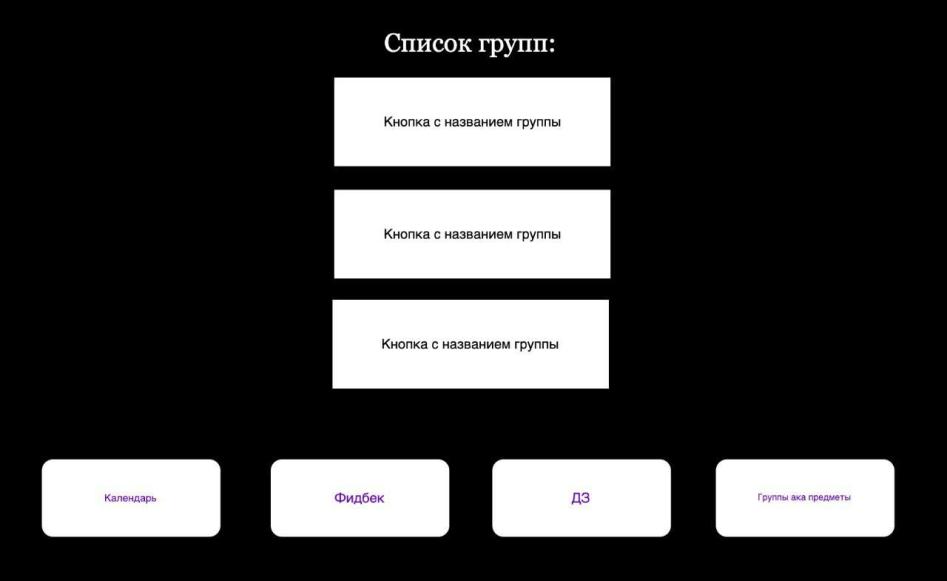 Список групп:
Кнопка с названием группы
Кнопка с названием группы
Кнопка с названием группы
Календарь
Фидбек
ДЗ
Группы ака предметы